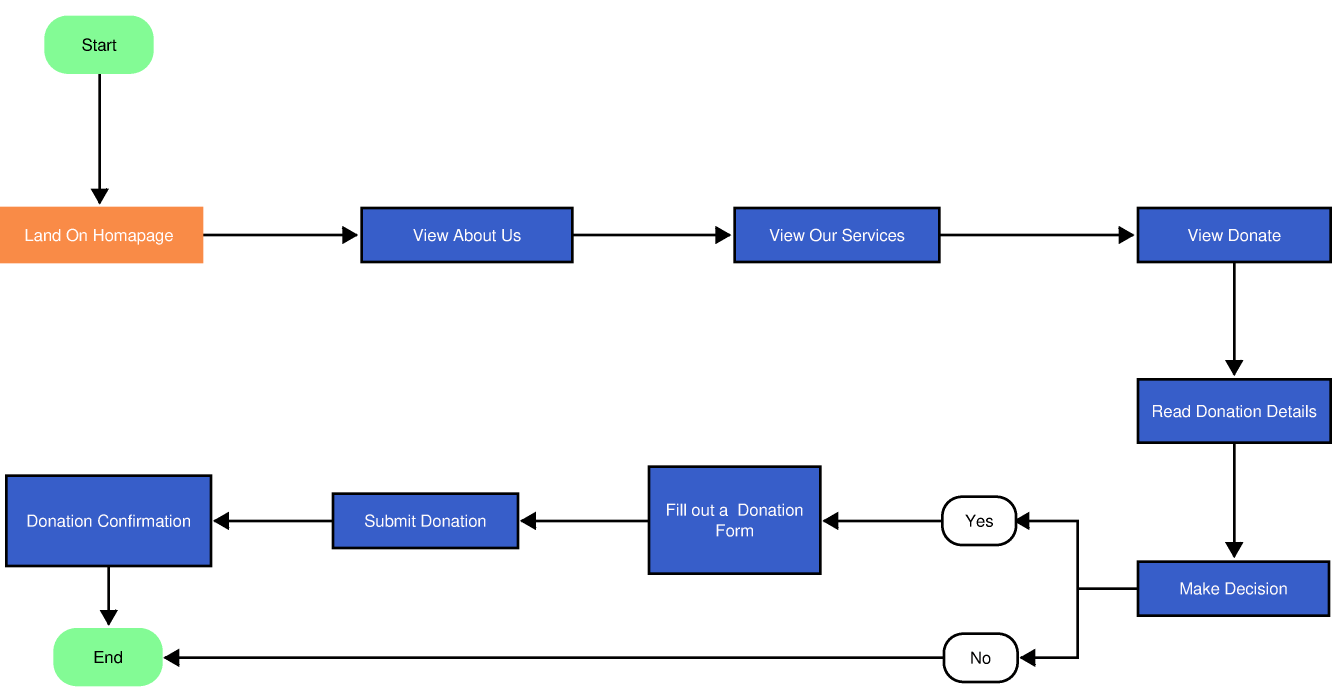 Start
Land On Homapage
View About Us
View Our Services
View Donate
Read Donation Details
Make Decision
Yes
Fill out a  Donation
Form
Submit Donation
Donation Confirmation
No
End